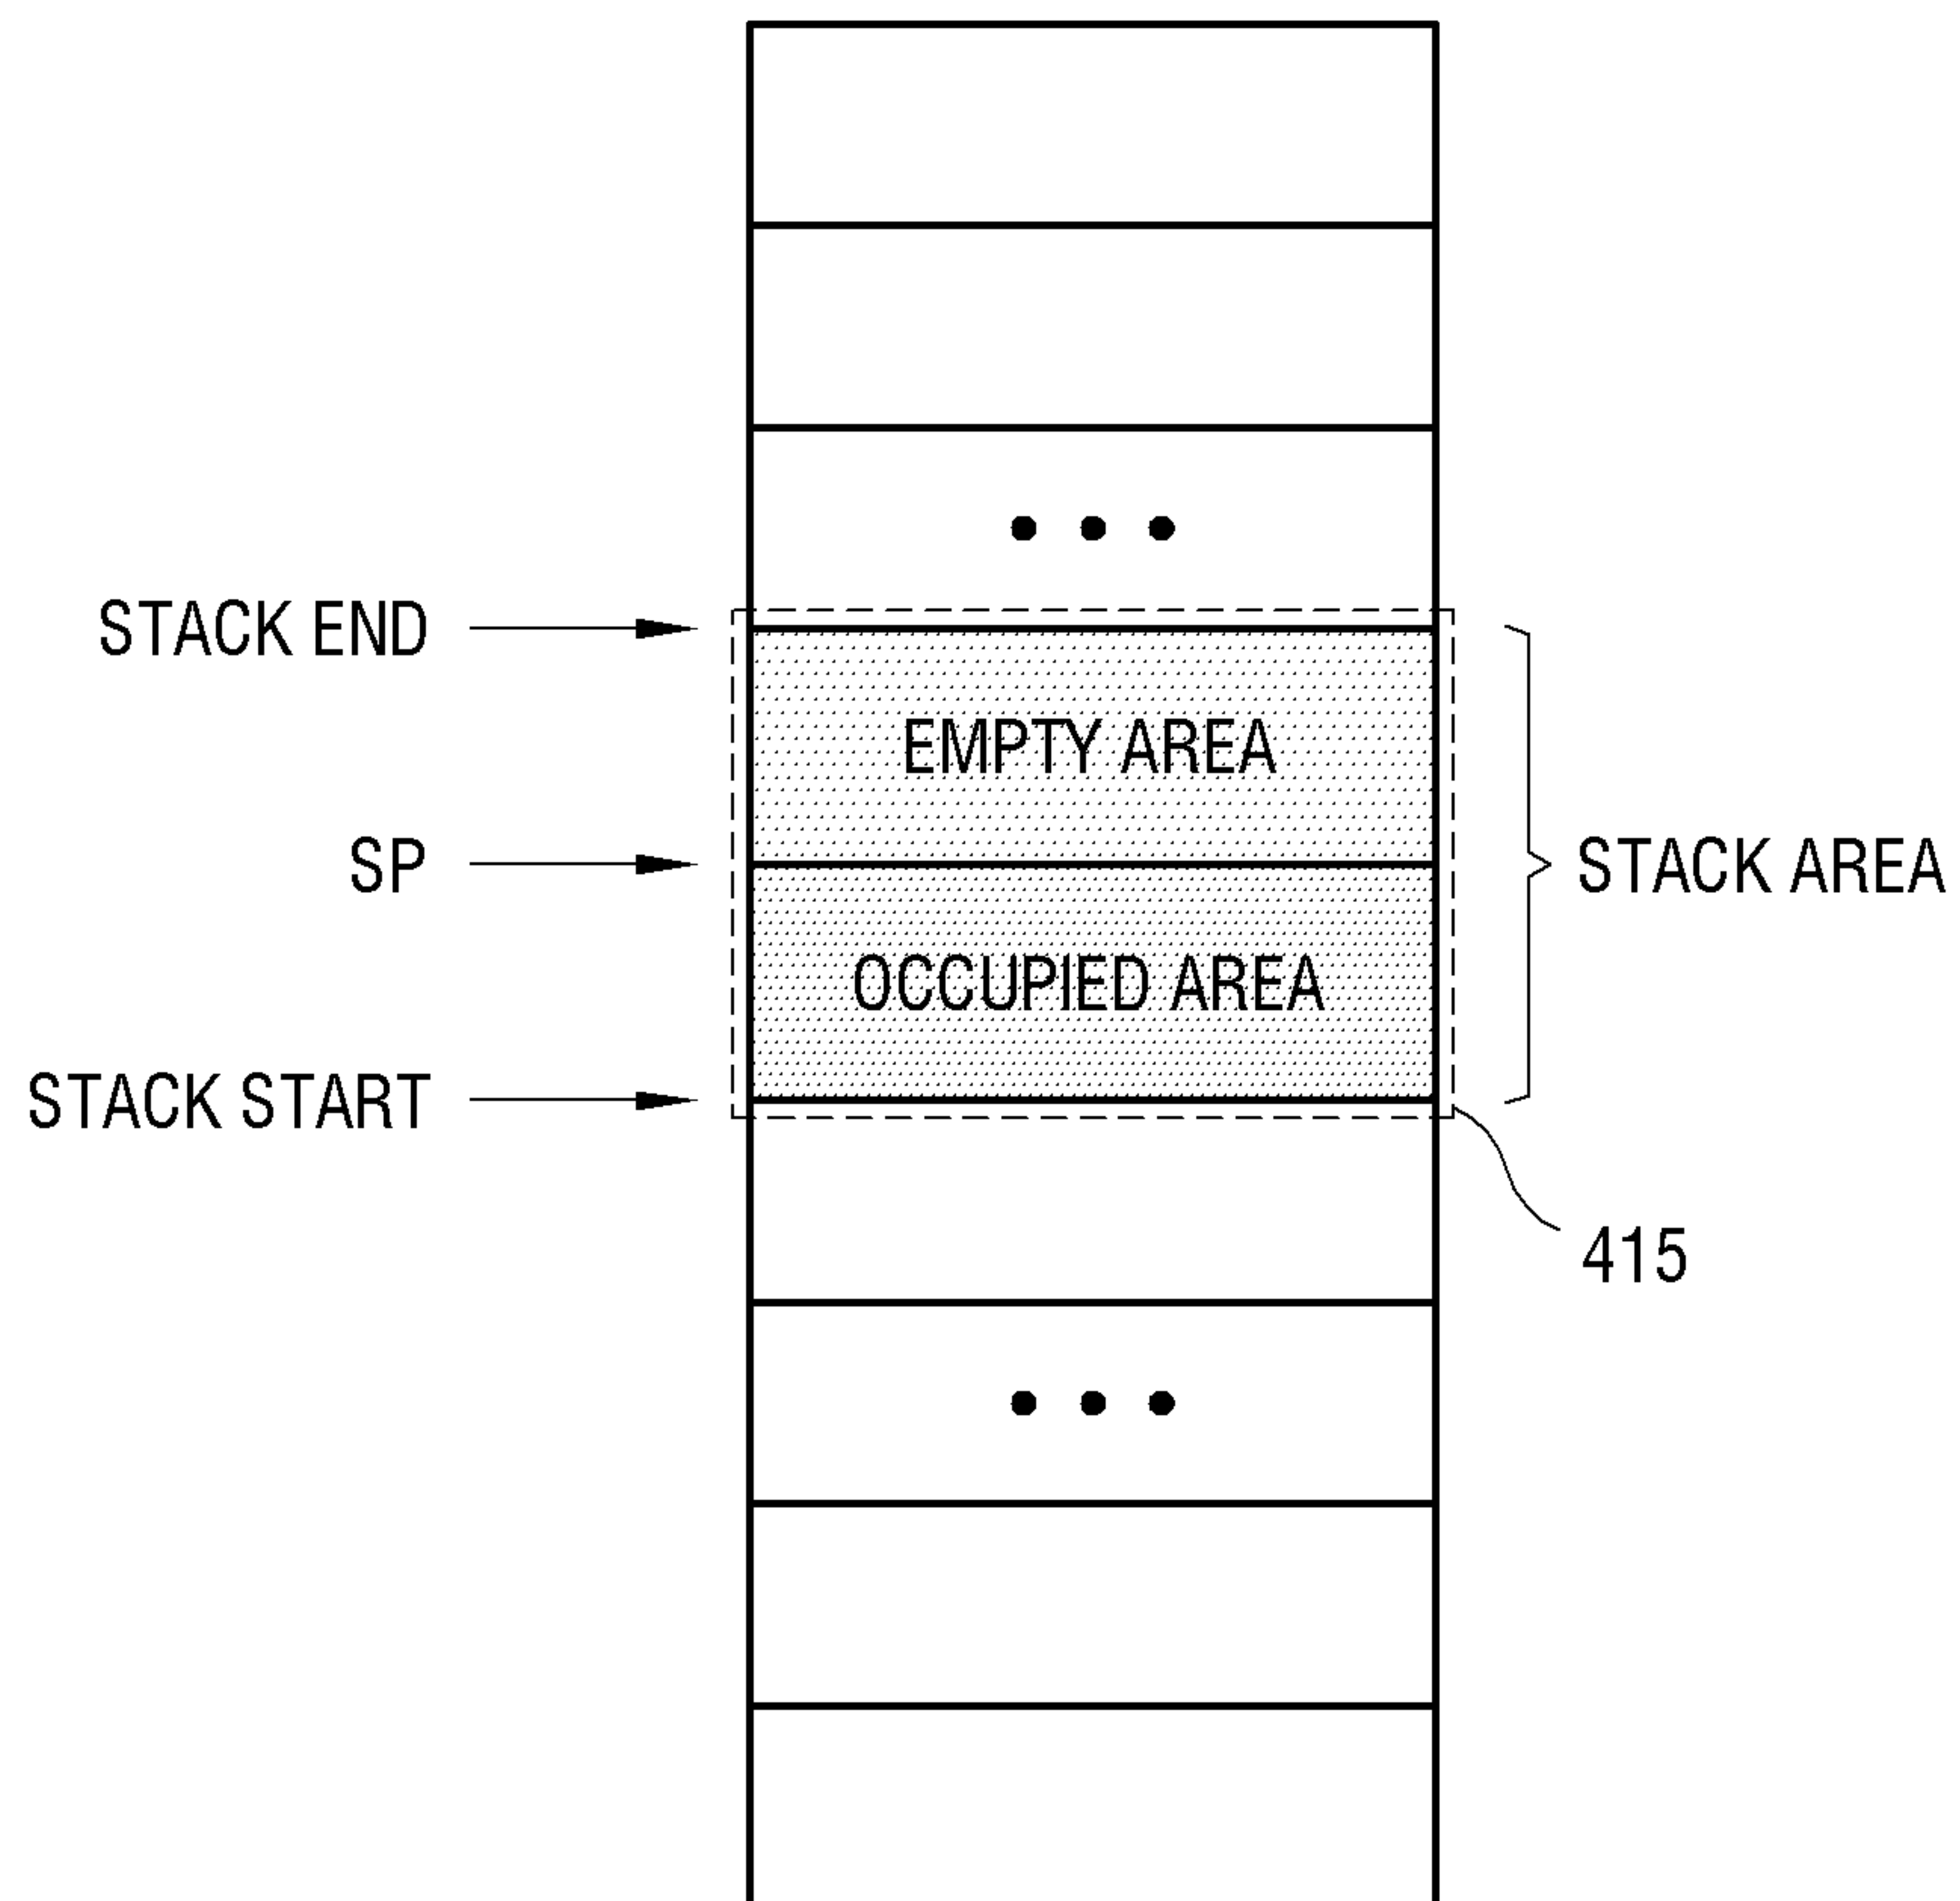 STACK END
EMPTY AREA
SP
STACK AREA
OCCUPIED AREA
STACK START
415